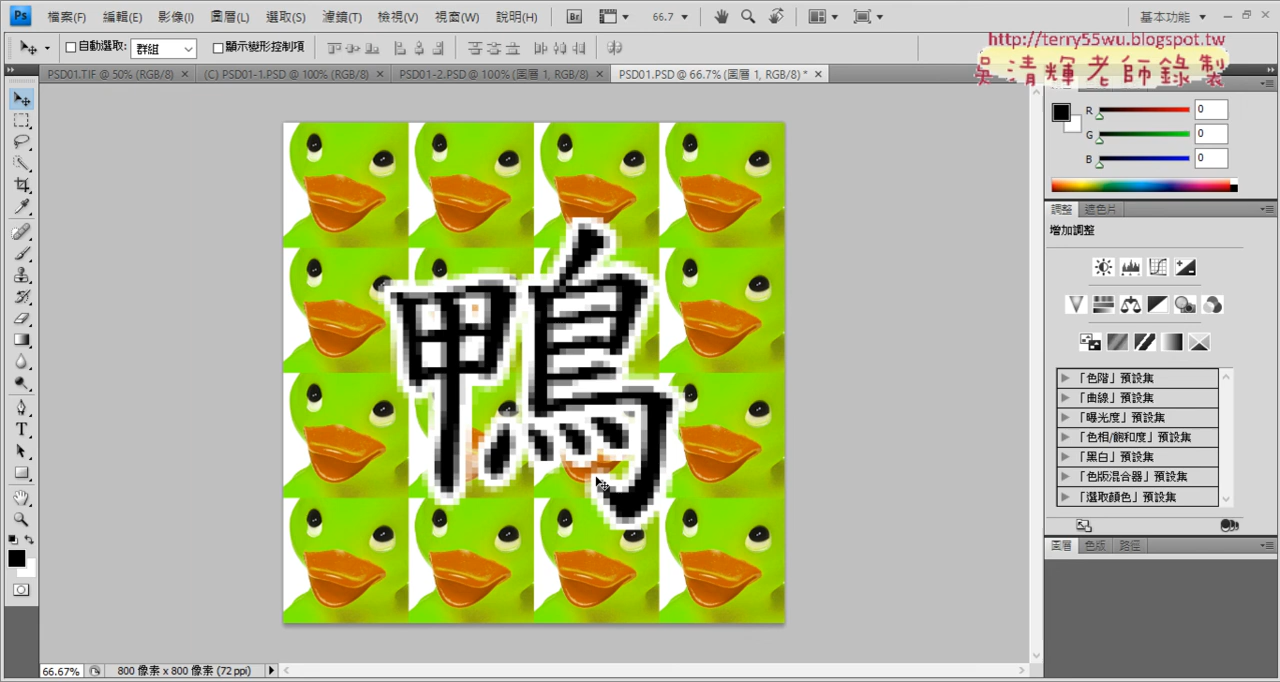 http://terry55wu.blogspot.tw
吳清輝老師錄製
Ps 檔案(F) 編輯(E) 影像(I) 圖層(L) 選取(S) 濾鏡(T) 檢視(V) 視窗(W) 說明(H) Br 66.7 基本功能
自動選取: 群組 顯示變形控制項
PSD01.TIF @ 50% (RGB/8) (C) PSD01-1.PSD @ 100% (RGB/8) PSD01-2.PSD @ 100% (圖層 1, RGB/8) PSD01.PSD @ 66.7% (圖層 1, RGB/8) *
R 0
G 0
B 0
調整 遮色片
增加調整
「色階」預設集
「曲線」預設集
「曝光度」預設集
「色相/飽和度」預設集
「黑白」預設集
「色版混合器」預設集
「選取顏色」預設集
圖層 色版 路徑
鴨
T
66.67% 800 像素 x 800 像素 (72 ppi)